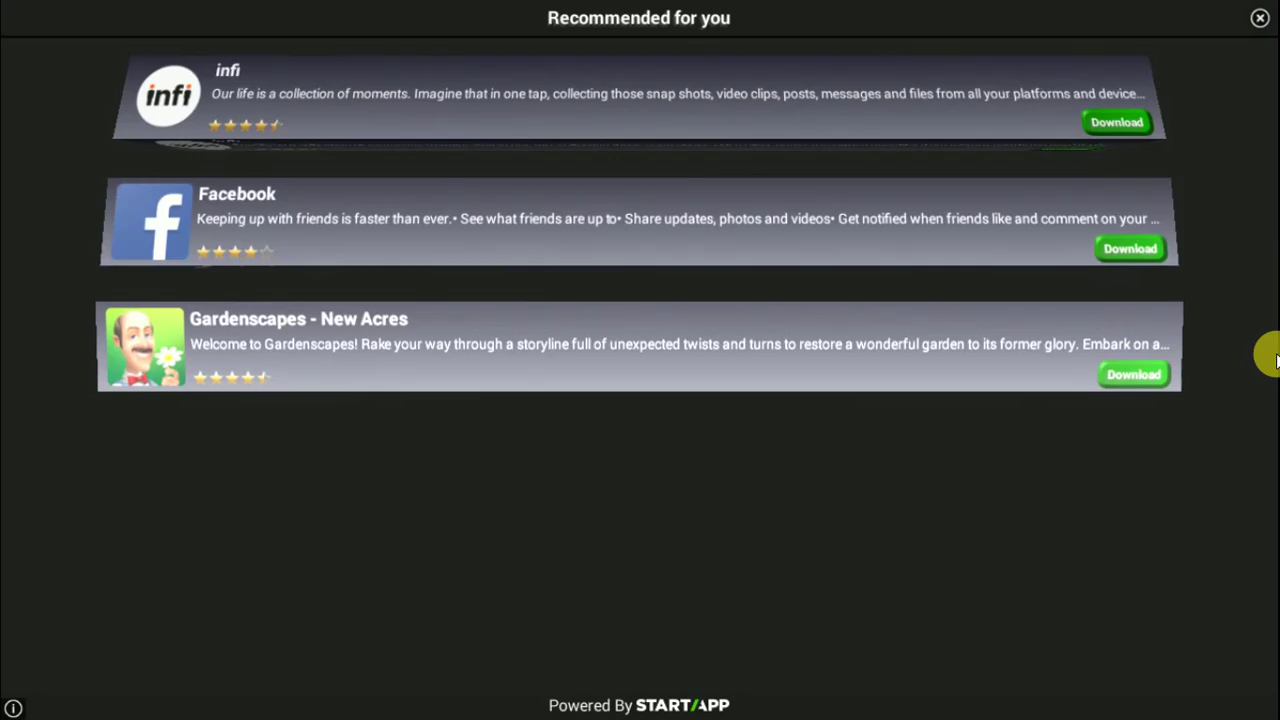 Recommended for you
infi
infi
Our life is a collection of moments. Imagine that in one tap, collecting those snap shots, video clips, posts, messages and files from all your platforms and device...
Download
Facebook
f
Keeping up with friends is faster than ever.• See what friends are up to• Share updates, photos and videos• Get notified when friends like and comment on your ...
Download
Gardenscapes - New Acres
Welcome to Gardenscapes! Rake your way through a storyline full of unexpected twists and turns to restore a wonderful garden to its former glory. Embark on a...
Download
Powered By START/APP